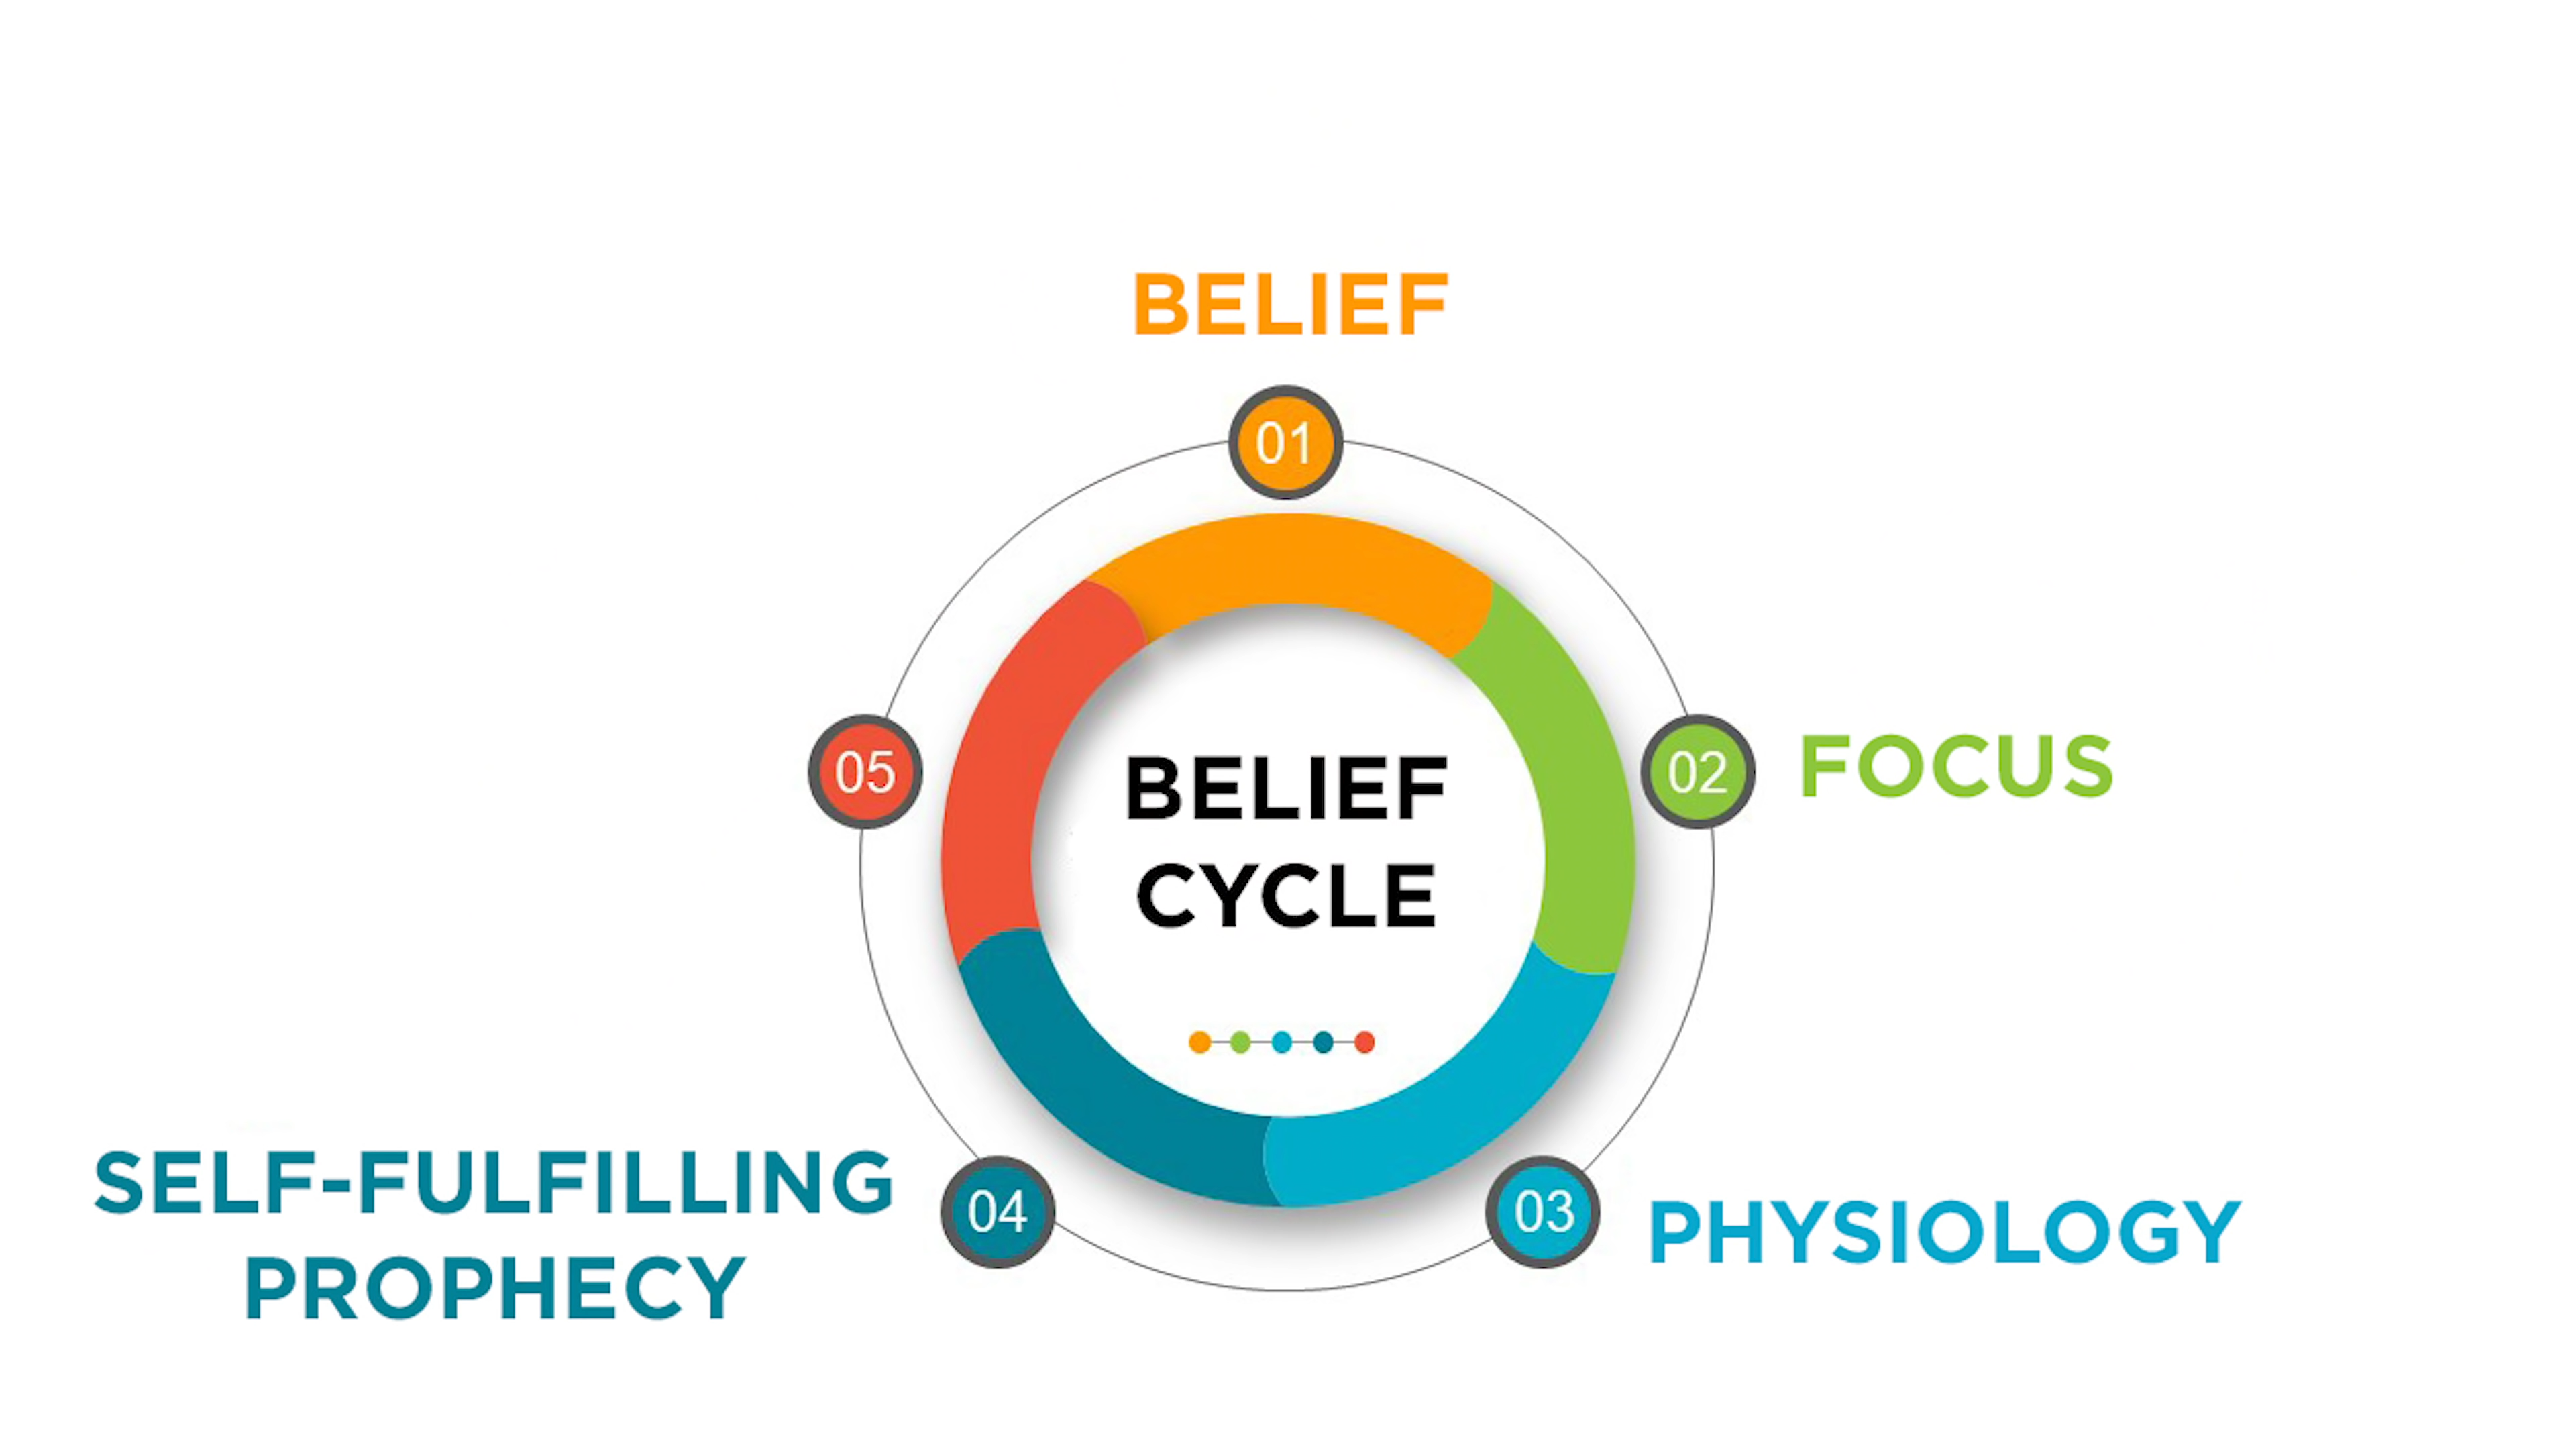 BELIEF
01
05
02
FOCUS
BELIEF
CYCLE
SELF-FULFILLING
PROPHECY
04
03
PHYSIOLOGY